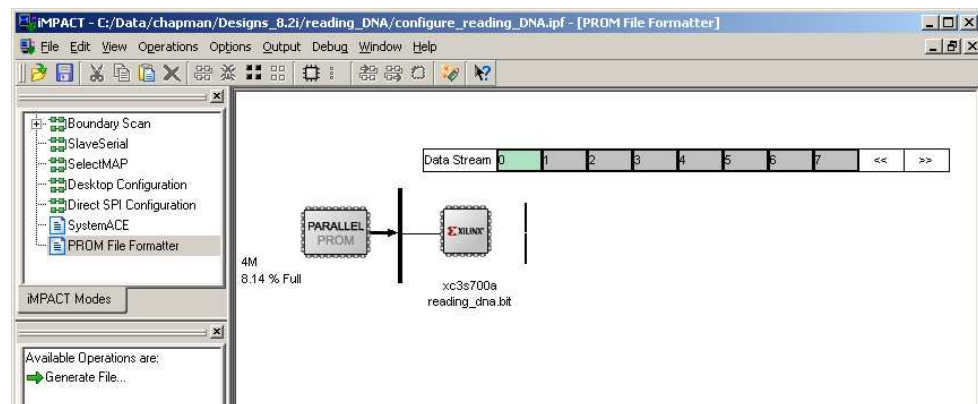 iMPACT - C:/Data/chapman/Designs_8.2i/reading_DNA/configure_reading_DNA.ipf - [PROM File Formatter]
File Edit View Operations Options Output Debug Window Help
Boundary Scan
SlaveSerial
SelectMAP
Desktop Configuration
Direct SPI Configuration
SystemACE
PROM File Formatter
iMPACT Modes
Available Operations are:
Generate File...
Data Stream 0 1 2 3 4 5 6 7 << >>
PARALLEL
PROM
XILINX
4M
8.14 % Full
xc3s700a
reading_dna.bit